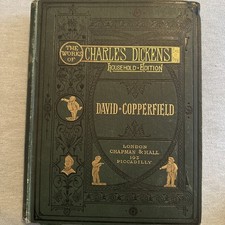 THE WORKS OF
CHARLES DICKENS
HOUSEHOLD EDITION
DAVID COPPERFIELD
LONDON
CHAPMAN & HALL
193
PICCADILLY